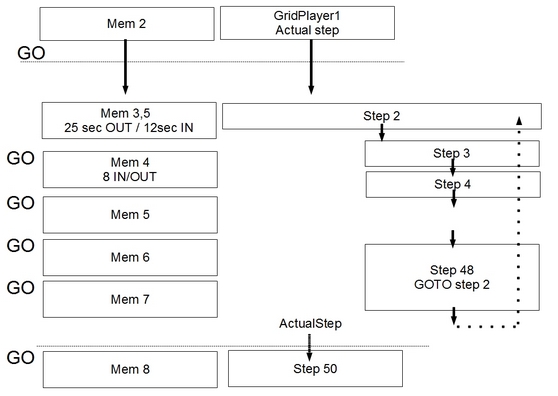 Mem 2
GridPlayer1
Actual step
GO
Mem 3,5
25 sec OUT / 12sec IN
Step 2
GO
Mem 4
8 IN/OUT
Step 3
Step 4
GO
Mem 5
GO
Mem 6
Step 48
GOTO step 2
GO
Mem 7
ActualStep
GO
Mem 8
Step 50